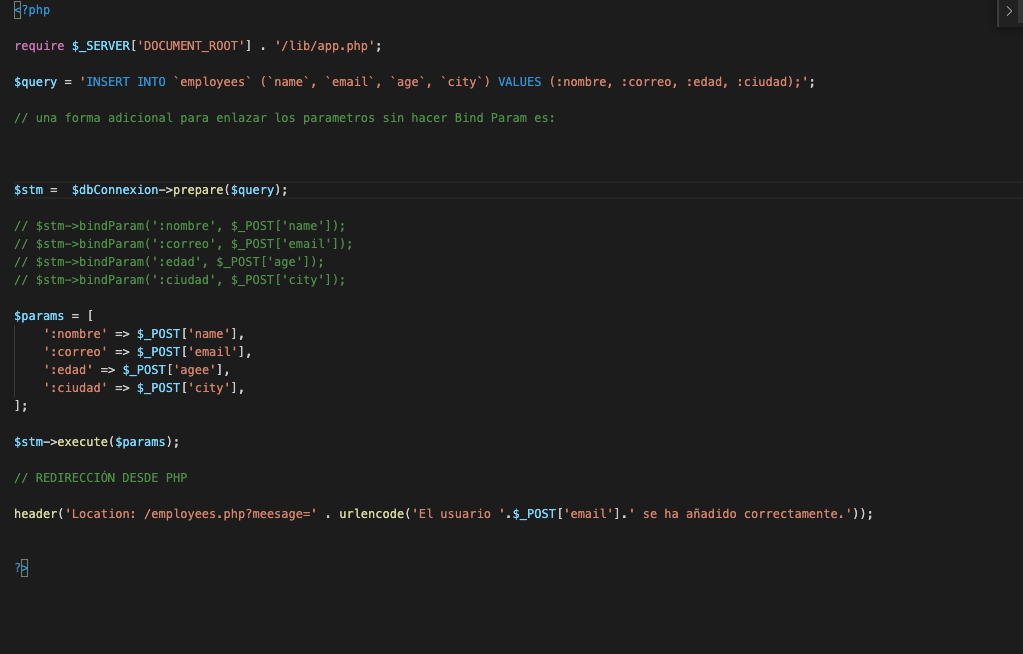 <?php
require $_SERVER['DOCUMENT_ROOT'] . '/lib/app.php';
$query = 'INSERT INTO `employees` (`name`, `email`, `age`, `city`) VALUES (:nombre, :correo, :edad, :ciudad);';
// una forma adicional para enlazar los parametros sin hacer Bind Param es:
$stm =  $dbConnexion->prepare($query);
// $stm->bindParam(':nombre', $_POST['name']);
// $stm->bindParam(':correo', $_POST['email']);
// $stm->bindParam(':edad', $_POST['age']);
// $stm->bindParam(':ciudad', $_POST['city']);
$params = [
    ':nombre' => $_POST['name'],
    ':correo' => $_POST['email'],
    ':edad' => $_POST['agee'],
    ':ciudad' => $_POST['city'],
];
$stm->execute($params);
// REDIRECCIÓN DESDE PHP
header('Location: /employees.php?meesage=' . urlencode('El usuario '.$_POST['email'].' se ha añadido correctamente.'));
?>